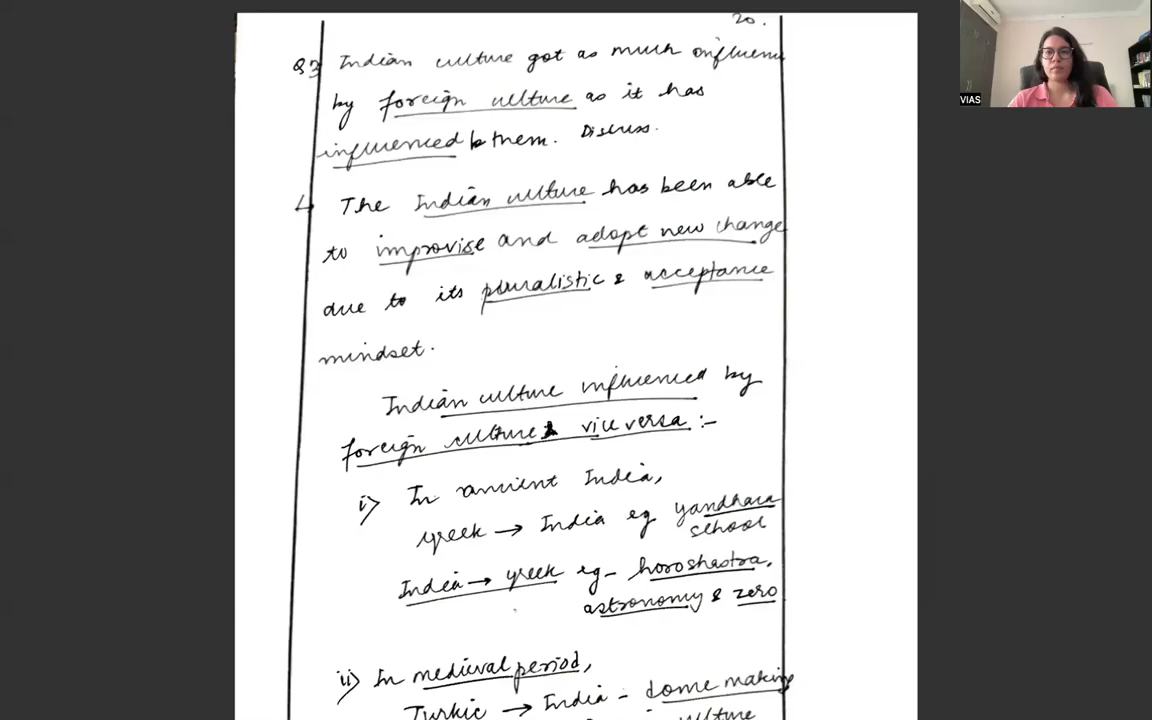 20.
Q3 Indian culture got as much influence
by foreign culture as it has
influenced to them. Discuss.
↳ The Indian culture has been able
to improvise and adopt new change
due to its pluralistic & acceptance
mindset.
Indian culture influenced by
foreign culture & vice versa :-
i) In ancient India,
Greek → India eg Gandhara
school
India → Greek eg – horoshastra,
astronomy & zero
ii) In medieval period,
Turkic → India – dome making
culture
VIAS